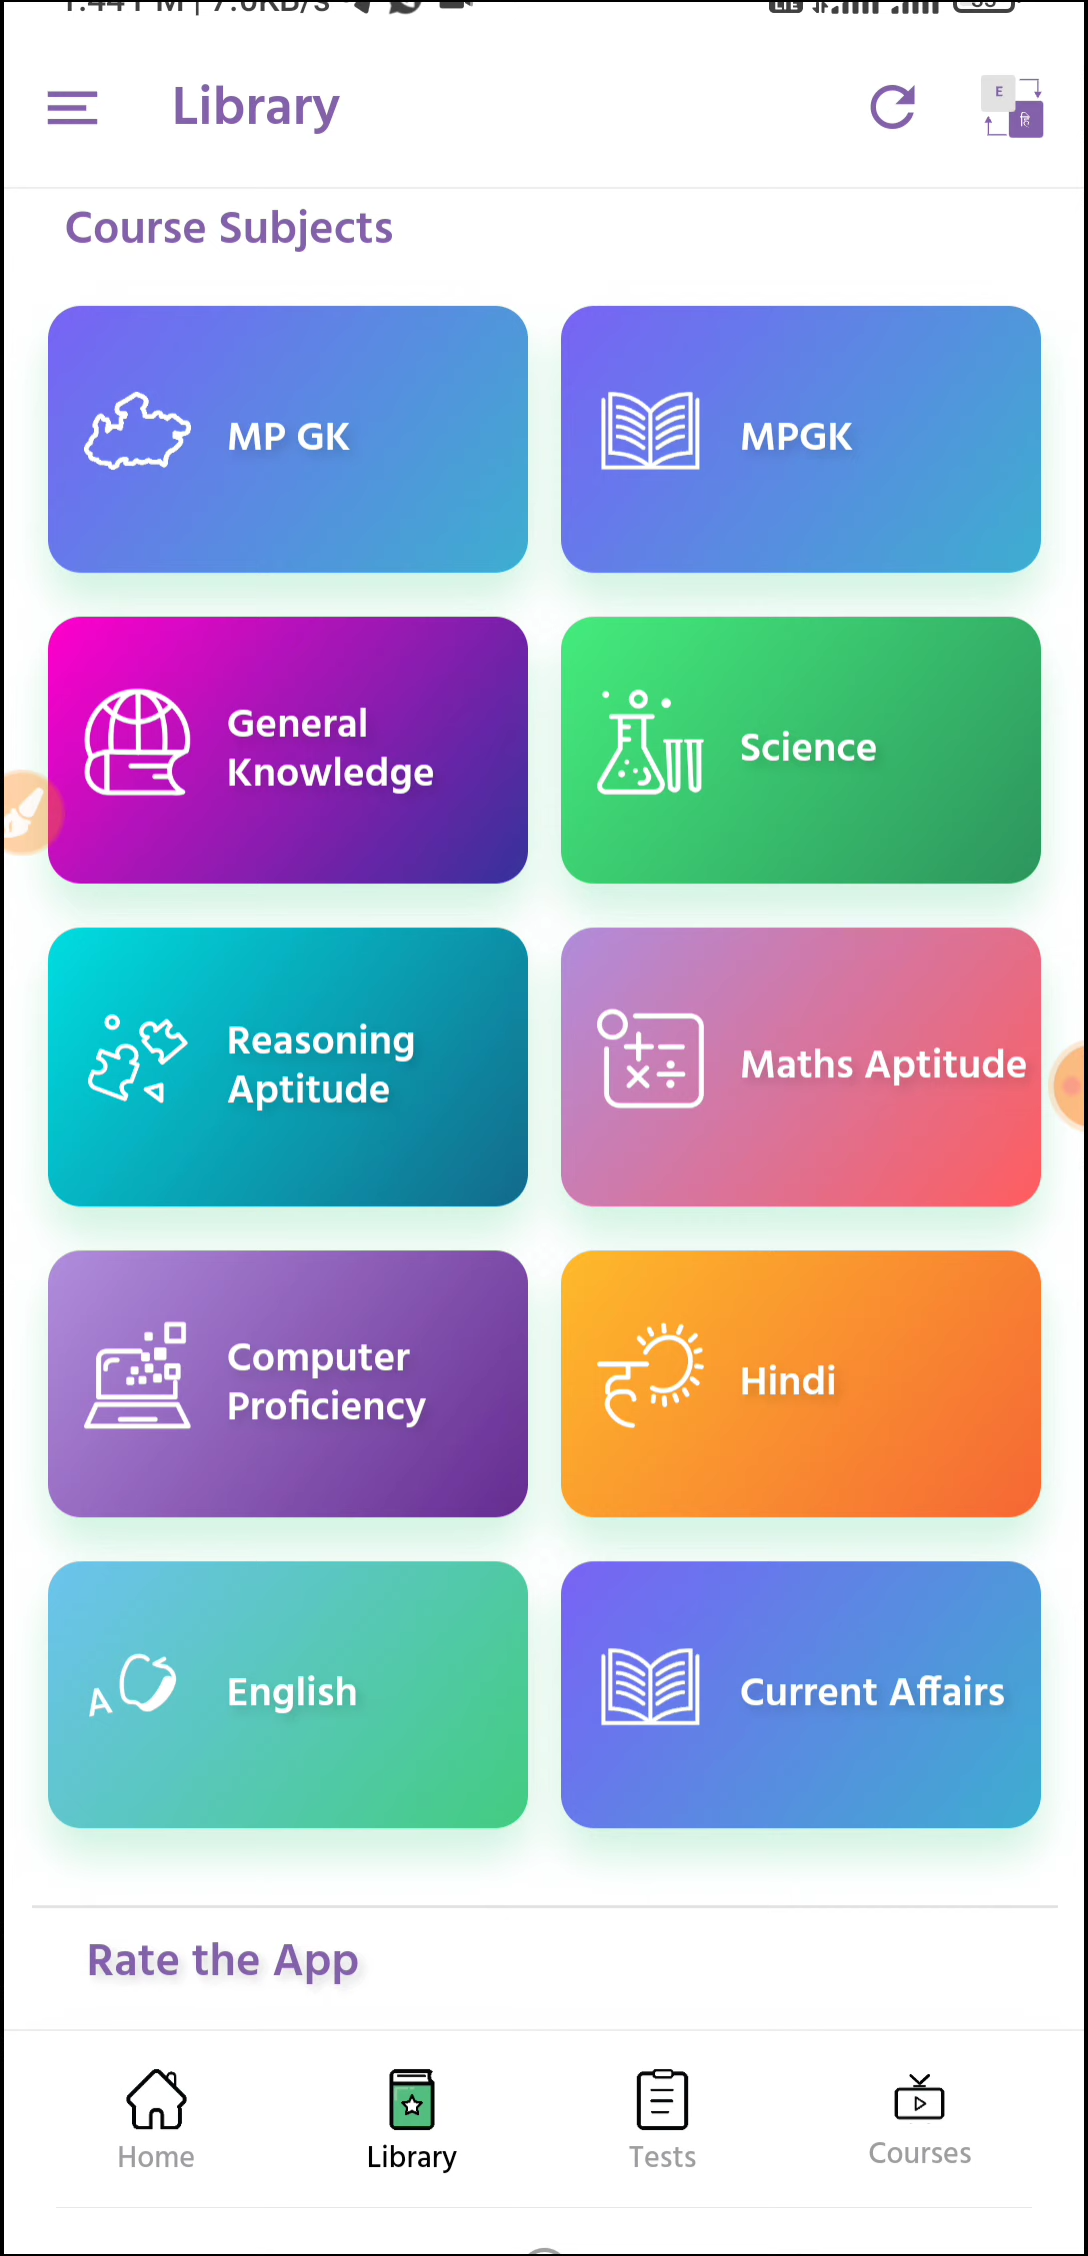 Library
E
हि
Course Subjects
MP GK
MPGK
General
Knowledge
Science
Reasoning
Aptitude
Maths Aptitude
Computer
Proficiency
ह
Hindi
A
English
Current Affairs
Rate the App
Home
Library
Tests
Courses